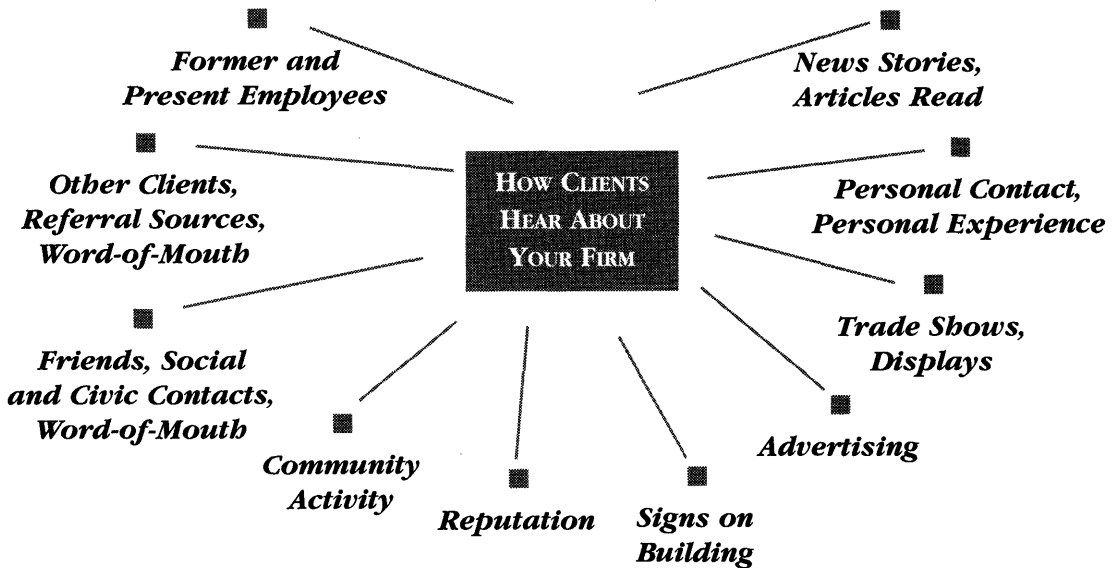 Former and
Present Employees
News Stories,
Articles Read
Other Clients,
Referral Sources,
Word-of-Mouth
HOW CLIENTS
HEAR ABOUT
YOUR FIRM
Personal Contact,
Personal Experience
Trade Shows,
Displays
Friends, Social
and Civic Contacts,
Word-of-Mouth
Community
Activity
Reputation
Signs on
Building
Advertising